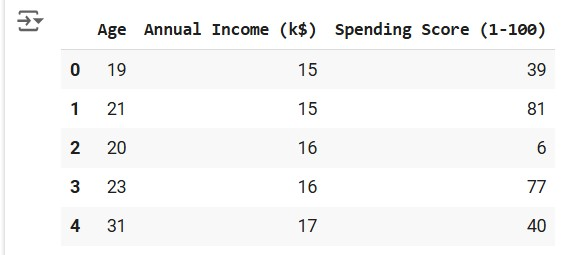 Age Annual Income (k$) Spending Score (1-100)
0 19 15 39
1 21 15 81
2 20 16 6
3 23 16 77
4 31 17 40